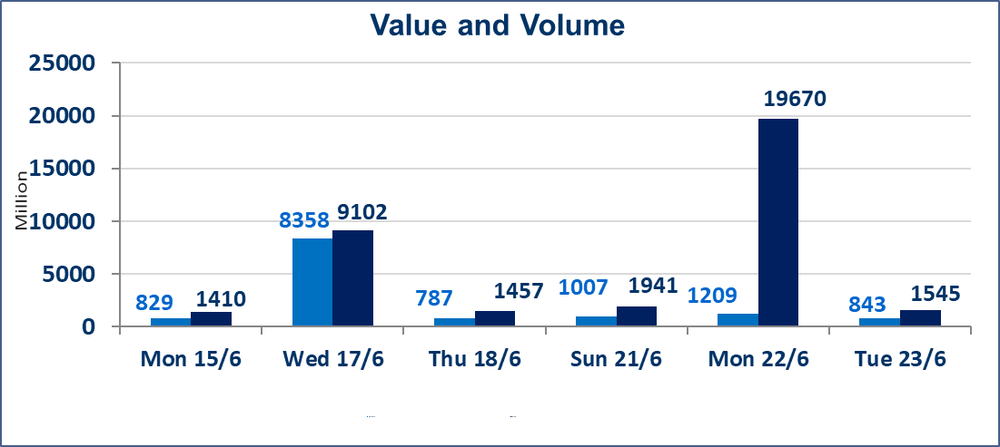 Value and Volume
25000
20000
15000
10000
5000
0
Million
829
1410
8358
9102
787
1457
1007
1941
1209
19670
843
1545
Mon 15/6
Wed 17/6
Thu 18/6
Sun 21/6
Mon 22/6
Tue 23/6